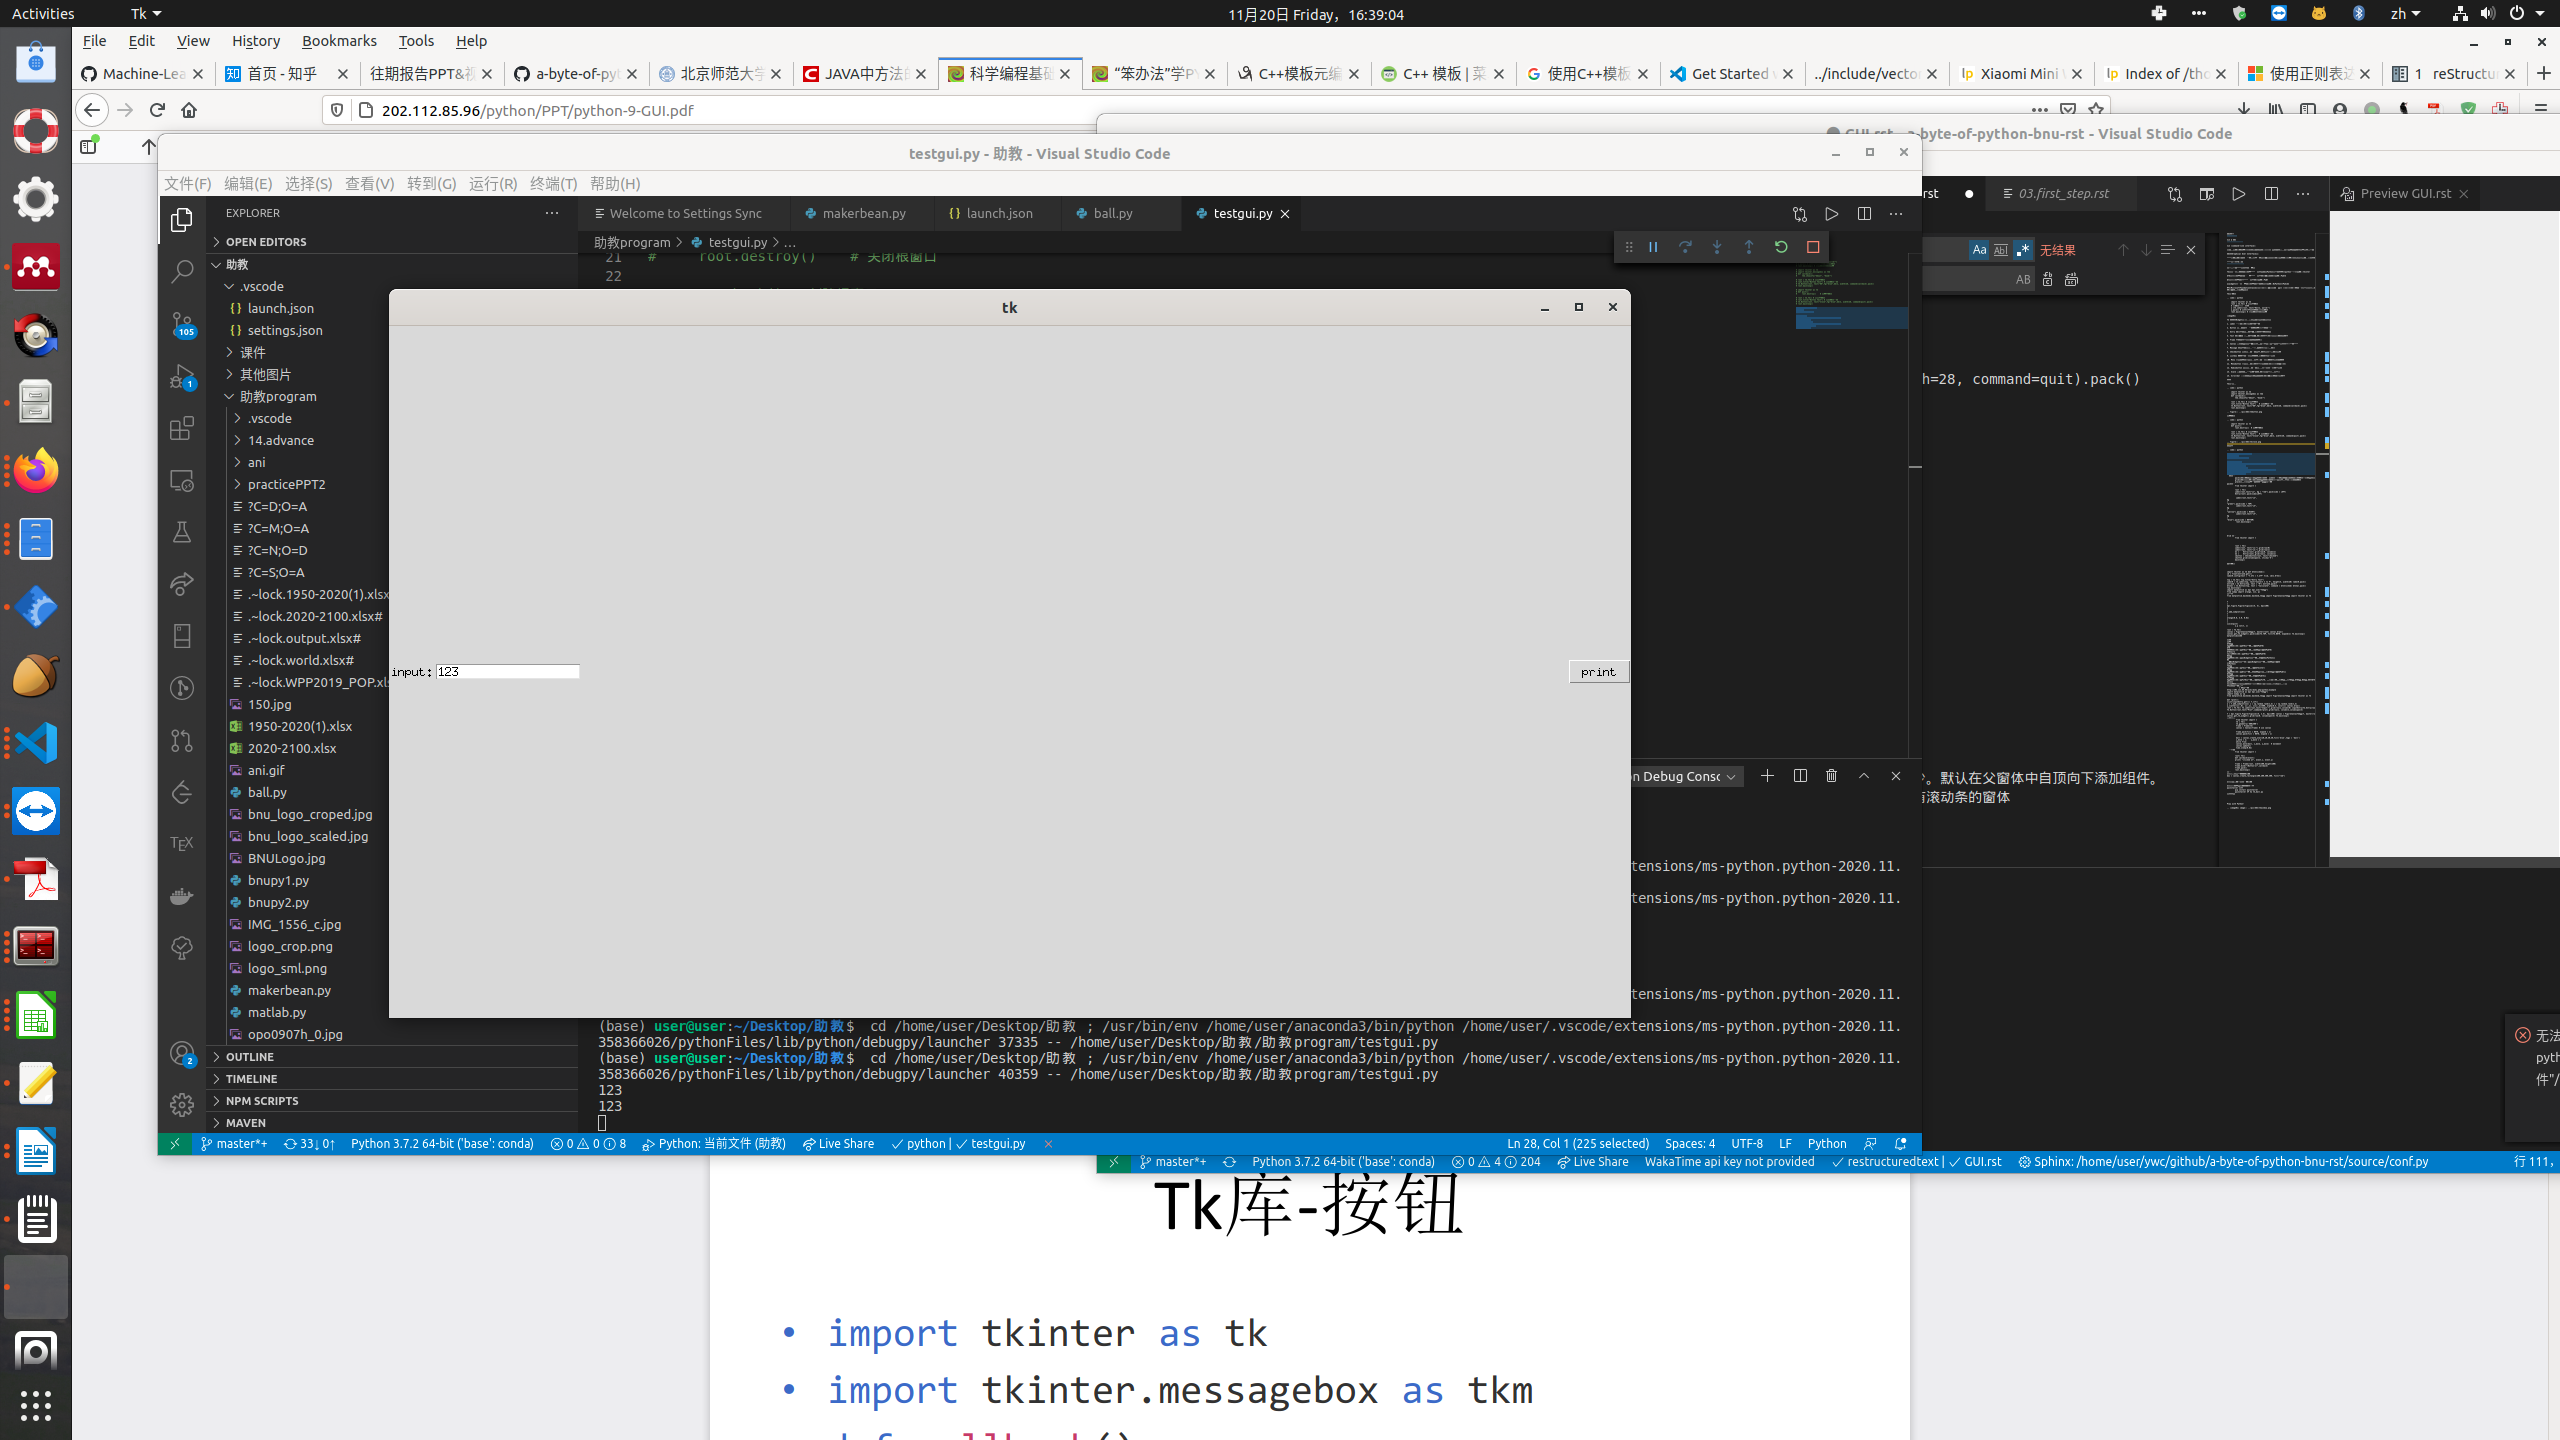 Activities
Tk
11月20日 Friday，16:39:04
zh
File Edit View History Bookmarks Tools Help
Machine-Lea
首页 - 知乎
往期报告PPT&视
a-byte-of-pyt
北京师范大学
JAVA中方法的
科学编程基础
“笨办法”学PY
C++模板元编
C++ 模板 | 菜
使用C++模板
Get Started w
../include/vector
Xiaomi Mini W
Index of /tho
使用正则表达
1 reStructur
202.112.85.96/python/PPT/python-9-GUI.pdf
GUI.rst - a-byte-of-python-bnu-rst - Visual Studio Code
testgui.py - 助教 - Visual Studio Code
文件(F) 编辑(E) 选择(S) 查看(V) 转到(G) 运行(R) 终端(T) 帮助(H)
EXPLORER
Welcome to Settings Sync
makerbean.py
launch.json
ball.py
testgui.py
rst
03.first_step.rst
Preview GUI.rst
OPEN EDITORS
助教program > testgui.py > …
无结果
21 # root.destroy() # 关闭根窗口
22
助教
.vscode
launch.json
settings.json
课件
其他图片
助教program
.vscode
14.advance
ani
practicePPT2
?C=D;O=A
?C=M;O=A
?C=N;O=D
?C=S;O=A
.~lock.1950-2020(1).xlsx
.~lock.2020-2100.xlsx#
.~lock.output.xlsx#
.~lock.world.xlsx#
.~lock.WPP2019_POP.xls
150.jpg
1950-2020(1).xlsx
2020-2100.xlsx
ani.gif
ball.py
bnu_logo_croped.jpg
bnu_logo_scaled.jpg
BNULogo.jpg
bnupy1.py
bnupy2.py
IMG_1556_c.jpg
logo_crop.png
logo_sml.png
makerbean.py
matlab.py
opo0907h_0.jpg
OUTLINE
TIMELINE
NPM SCRIPTS
MAVEN
105
1
2
TEX
tk
input: 123
print
h=28, command=quit).pack()
。默认在父窗体中自顶向下添加组件。
有滚动条的窗体
n Debug Consc
tensions/ms-python.python-2020.11.
tensions/ms-python.python-2020.11.
tensions/ms-python.python-2020.11.
(base) user@user:~/Desktop/助教$ cd /home/user/Desktop/助教 ; /usr/bin/env /home/user/anaconda3/bin/python /home/user/.vscode/extensions/ms-python.python-2020.11.
358366026/pythonFiles/lib/python/debugpy/launcher 37335 -- /home/user/Desktop/助教/助教program/testgui.py
(base) user@user:~/Desktop/助教$ cd /home/user/Desktop/助教 ; /usr/bin/env /home/user/anaconda3/bin/python /home/user/.vscode/extensions/ms-python.python-2020.11.
358366026/pythonFiles/lib/python/debugpy/launcher 40359 -- /home/user/Desktop/助教/助教program/testgui.py
123
123
无法
pyth
件"/
master*+ 33↓ 0↑ Python 3.7.2 64-bit ('base': conda) 0 0 8 Python: 当前文件 (助教) Live Share python | testgui.py
Ln 28, Col 1 (225 selected) Spaces: 4 UTF-8 LF Python
master*+ Python 3.7.2 64-bit ('base': conda) 0 4 204 Live Share WakaTime api key not provided restructuredtext | GUI.rst Sphinx: /home/user/ywc/github/a-byte-of-python-bnu-rst/source/conf.py 行 111,
Tk库-按钮
• import tkinter as tk
• import tkinter.messagebox as tkm